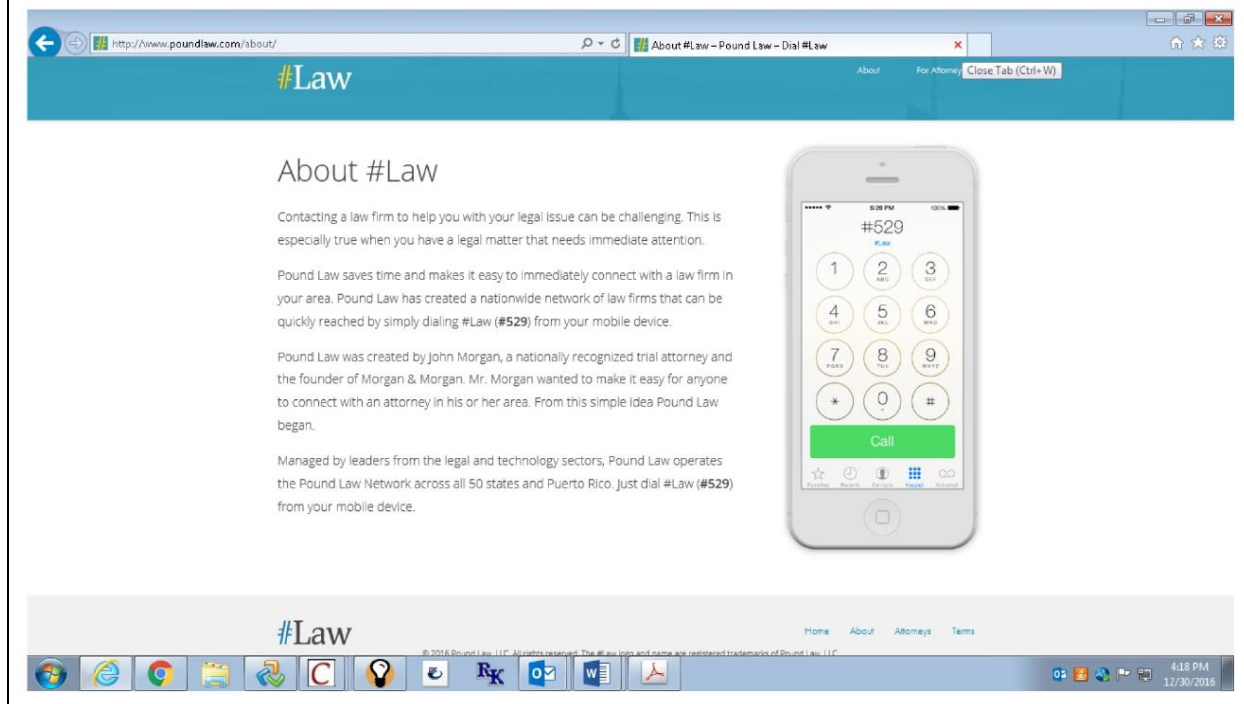 http://www.poundlaw.com/about/
About #Law – Pound Law – Dial #Law
#Law
About
For Attorney
Close Tab (Ctrl+W)
About #Law
Contacting a law firm to help you with your legal issue can be challenging. This is
especially true when you have a legal matter that needs immediate attention.
Pound Law saves time and makes it easy to immediately connect with a law firm in
your area. Pound Law has created a nationwide network of law firms that can be
quickly reached by simply dialing #Law (#529) from your mobile device.
Pound Law was created by John Morgan, a nationally recognized trial attorney and
the founder of Morgan & Morgan. Mr. Morgan wanted to make it easy for anyone
to connect with an attorney in his or her area. From this simple idea Pound Law
began.
Managed by leaders from the legal and technology sectors, Pound Law operates
the Pound Law Network across all 50 states and Puerto Rico. Just dial #Law (#529)
from your mobile device.
5:29 PM 100%
#529
#Law
1 2 3
ABC DEF
4 5 6
GHI JKL MNO
7 8 9
PQRS TUV WXYZ
* 0 #
+
Call
Favorites Recents Contacts Keypad Voicemail
#Law
Home About Attorneys Terms
© 2016 Pound Law, LLC. All rights reserved. The #Law logo and name are registered trademarks of Pound Law, LLC
RK
4:18 PM
12/30/2016